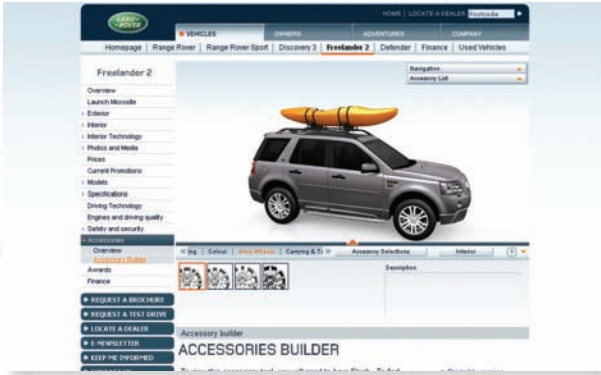 LAND-
ROVER
HOME | LOCATE A DEALER Postcode
VEHICLES OWNERS ADVENTURES COMPANY
Homepage | Range Rover | Range Rover Sport | Discovery 3 | Freelander 2 | Defender | Finance | Used Vehicles
Freelander 2
Navigation
Accessory List
Overview
Launch Microsite
Exterior
Interior
Interior Technology
Photos and Media
Prices
Current Promotions
Models
Specifications
Driving Technology
Engines and driving quality
Safety and security
Accessories
Overview
Accessory Builder
Awards
Finance
ing | Colour | Alloy Wheels | Carrying & To Accessory Selections Interior
Description
REQUEST A BROCHURE
REQUEST A TEST DRIVE
LOCATE A DEALER
E-NEWSLETTER
KEEP ME INFORMED
Accessory builder
ACCESSORIES BUILDER